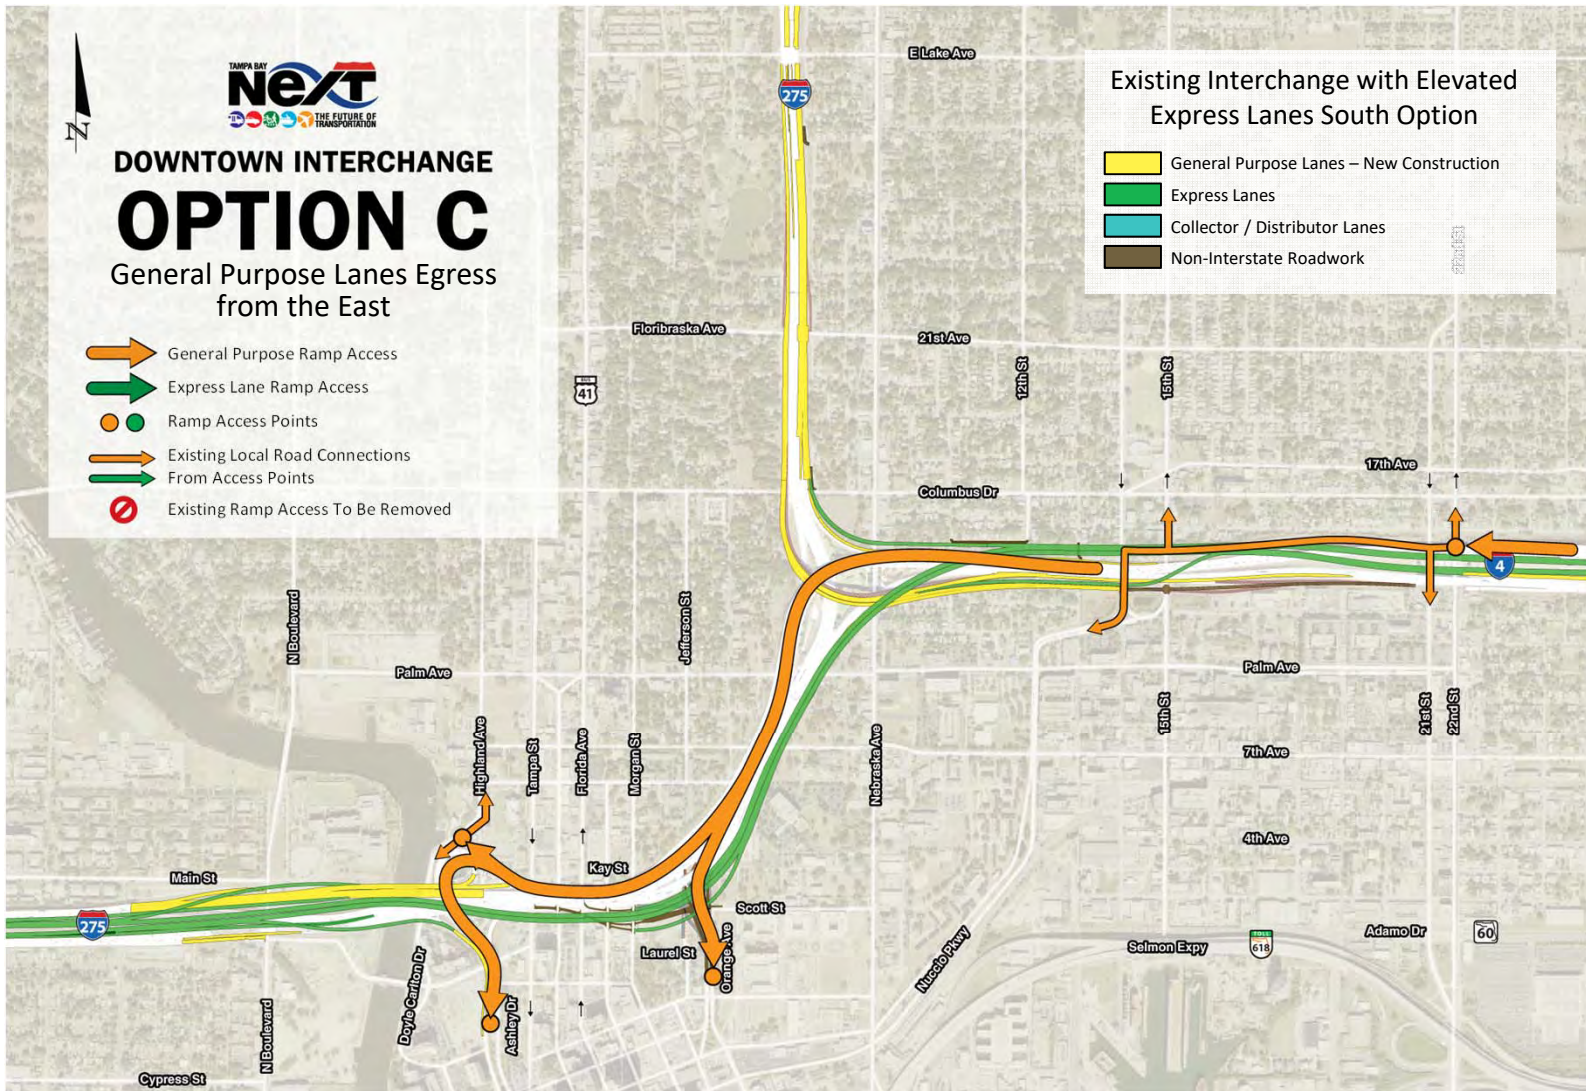 TAMPA BAY
NeXT
THE FUTURE OF
TRANSPORTATION
N
DOWNTOWN INTERCHANGE
OPTION C
General Purpose Lanes Egress
from the East
General Purpose Ramp Access
Express Lane Ramp Access
Ramp Access Points
Existing Local Road Connections
From Access Points
Existing Ramp Access To Be Removed
Existing Interchange with Elevated
Express Lanes South Option
General Purpose Lanes – New Construction
Express Lanes
Collector / Distributor Lanes
Non-Interstate Roadwork
E Lake Ave
275
22nd St
Floribraska Ave
21st Ave
12th St
15th St
41
17th Ave
Columbus Dr
4
N Boulevard
Jefferson St
Palm Ave
Palm Ave
15th St
21st St
22nd St
Highland Ave
Tampa St
Florida Ave
Morgan St
Nebraska Ave
7th Ave
4th Ave
Kay St
Main St
275
Scott St
Laurel St
Orange Ave
Nuccio Pkwy
Selmon Expy
TOLL
618
Adamo Dr
60
Doyle Carlton Dr
N Boulevard
Ashley Dr
Cypress St